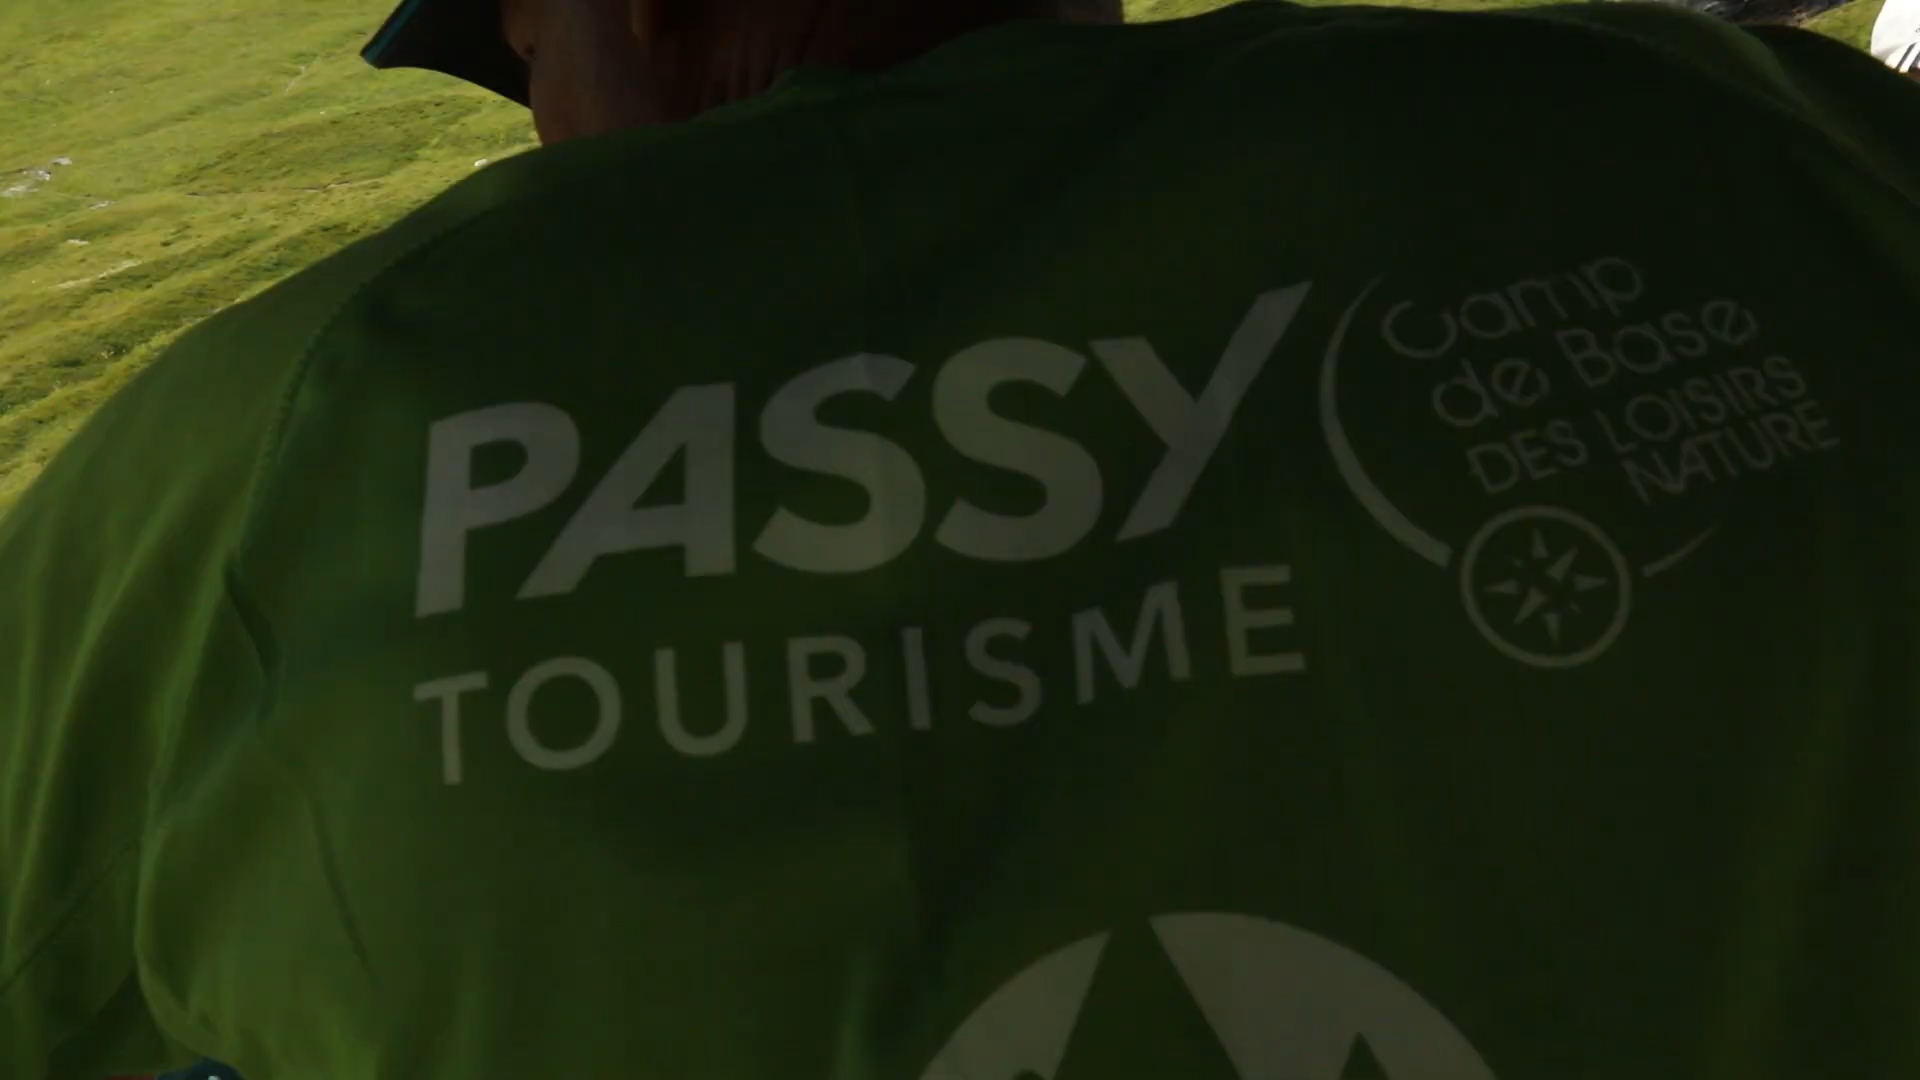 PASSY
TOURISME
Camp
de Base
DES LOISIRS
NATURE